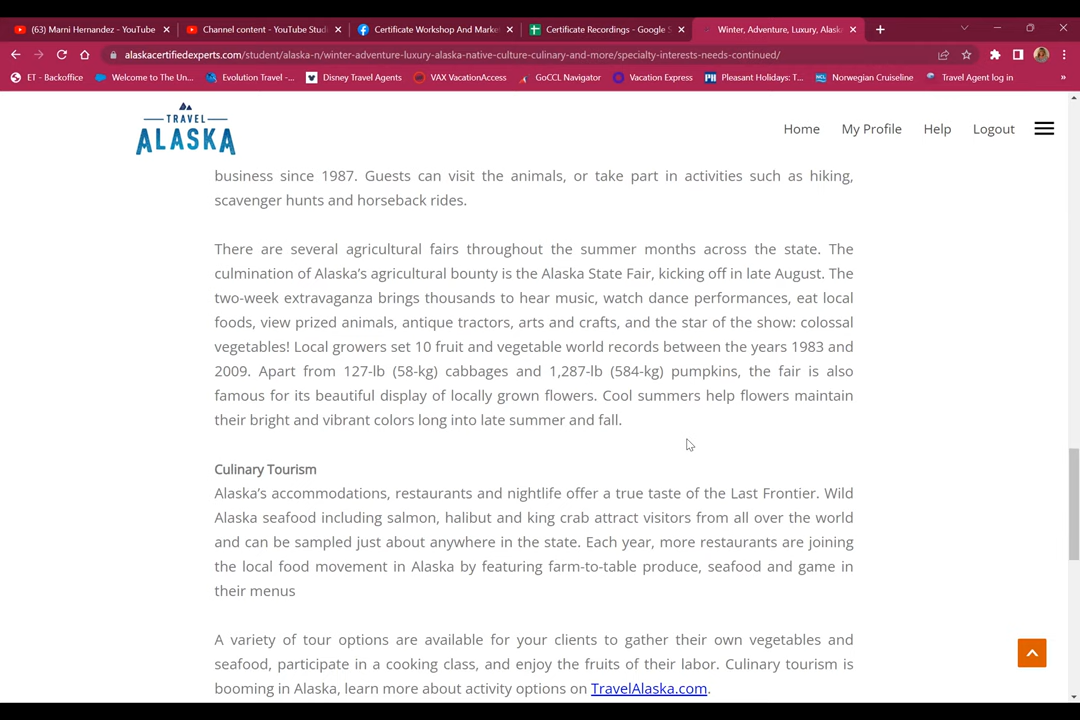 (63) Marni Hernandez - YouTube
Channel content - YouTube Stud
Certificate Workshop And Marke
Certificate Recordings - Google S
Winter, Adventure, Luxury, Alask
alaskacertifiedexperts.com/student/alaska-n/winter-adventure-luxury-alaska-native-culture-culinary-and-more/specialty-interests-needs-continued/
ET - Backoffice
Welcome to The Un...
Evolution Travel -...
Disney Travel Agents
VAX VacationAccess
GoCCL Navigator
Vacation Express
Pleasant Holidays: T...
Norwegian Cruiseline
Travel Agent log in
»
TRAVEL
ALASKA
Home
My Profile
Help
Logout
business since 1987. Guests can visit the animals, or take part in activities such as hiking,
scavenger hunts and horseback rides.
There are several agricultural fairs throughout the summer months across the state. The
culmination of Alaska's agricultural bounty is the Alaska State Fair, kicking off in late August. The
two-week extravaganza brings thousands to hear music, watch dance performances, eat local
foods, view prized animals, antique tractors, arts and crafts, and the star of the show: colossal
vegetables! Local growers set 10 fruit and vegetable world records between the years 1983 and
2009. Apart from 127-lb (58-kg) cabbages and 1,287-lb (584-kg) pumpkins, the fair is also
famous for its beautiful display of locally grown flowers. Cool summers help flowers maintain
their bright and vibrant colors long into late summer and fall.
Culinary Tourism
Alaska's accommodations, restaurants and nightlife offer a true taste of the Last Frontier. Wild
Alaska seafood including salmon, halibut and king crab attract visitors from all over the world
and can be sampled just about anywhere in the state. Each year, more restaurants are joining
the local food movement in Alaska by featuring farm-to-table produce, seafood and game in
their menus
A variety of tour options are available for your clients to gather their own vegetables and
seafood, participate in a cooking class, and enjoy the fruits of their labor. Culinary tourism is
booming in Alaska, learn more about activity options on TravelAlaska.com.